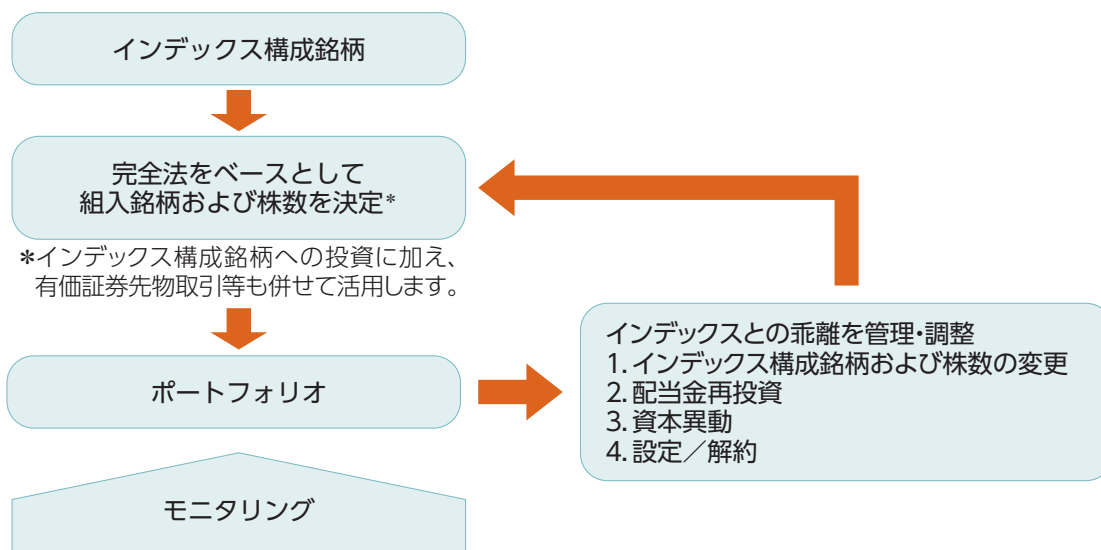 インデックス構成銘柄
完全法をベースとして
組入銘柄および株数を決定*
*インデックス構成銘柄への投資に加え、
有価証券先物取引等も併せて活用します。
ポートフォリオ
インデックスとの乖離を管理・調整
1. インデックス構成銘柄および株数の変更
2. 配当金再投資
3. 資本異動
4. 設定／解約
モニタリング